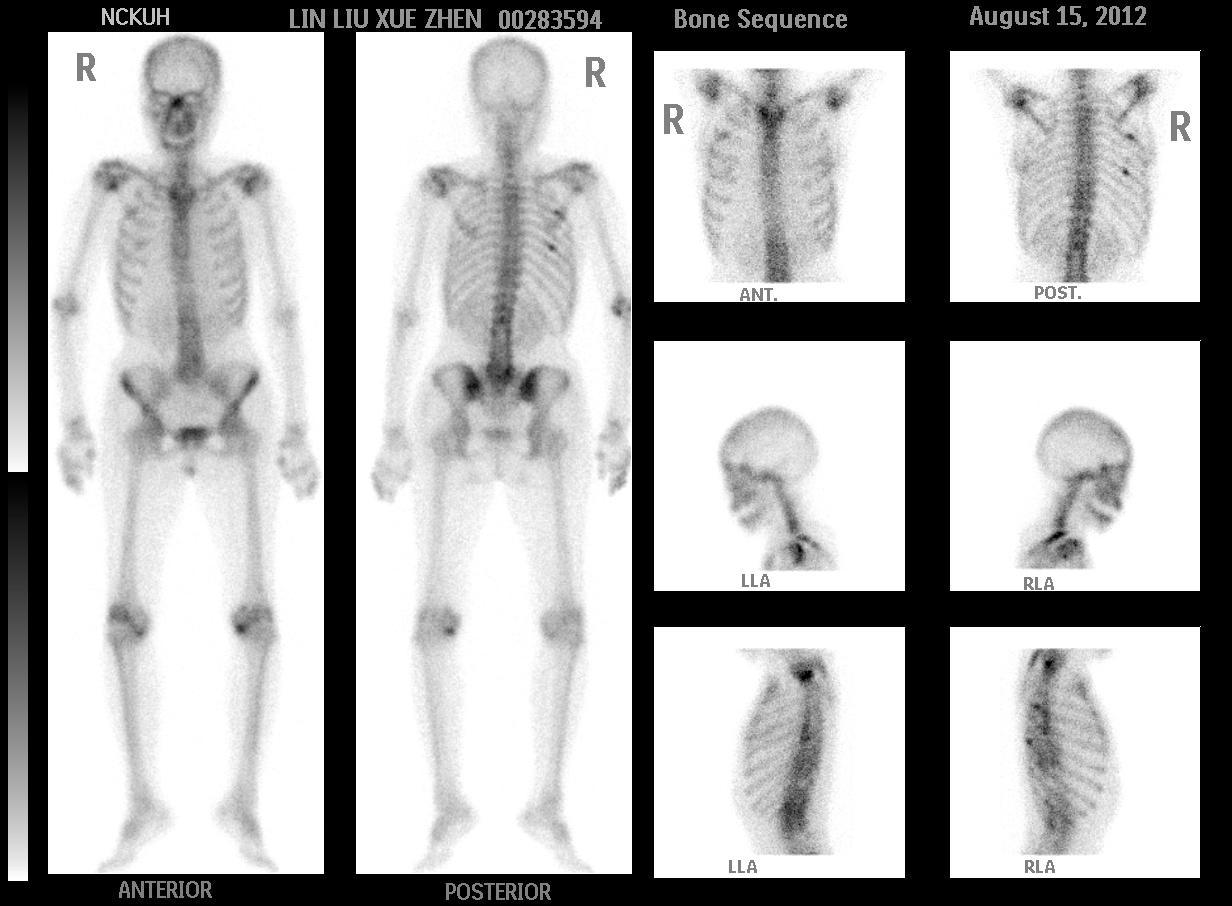 NCKUH LIN LIU XUE ZHEN 00283594 Bone Sequence August 15, 2012
R R
R R
ANT. POST.
LLA RLA
LLA RLA
ANTERIOR POSTERIOR